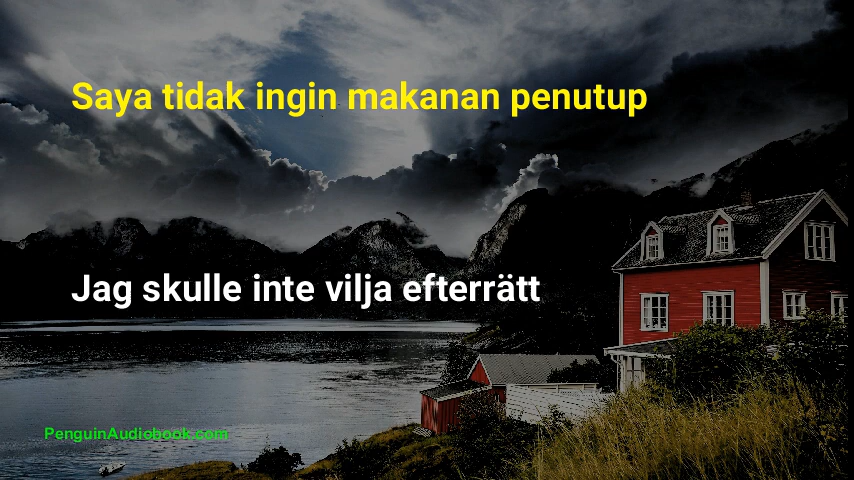 Saya tidak ingin makanan penutup
Jag skulle inte vilja efterrätt
PenguinAudiobook.com